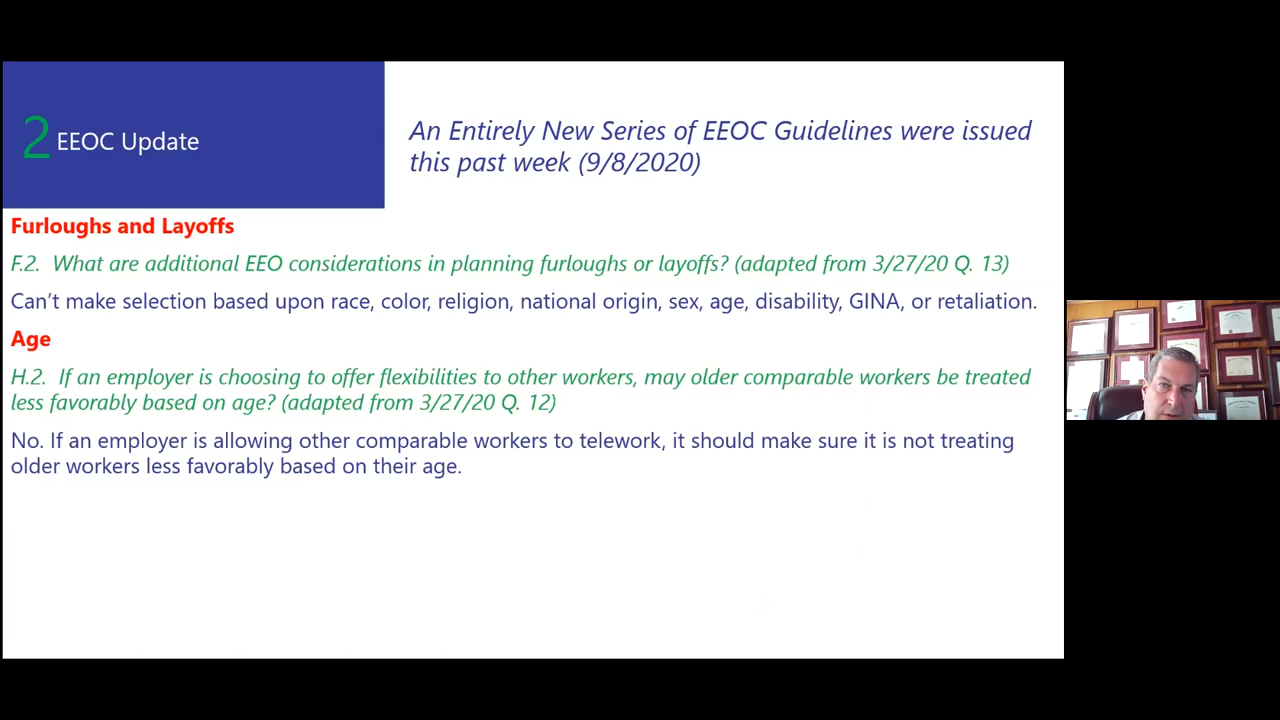 2 EEOC Update
An Entirely New Series of EEOC Guidelines were issued
this past week (9/8/2020)
Furloughs and Layoffs
F.2. What are additional EEO considerations in planning furloughs or layoffs? (adapted from 3/27/20 Q. 13)
Can't make selection based upon race, color, religion, national origin, sex, age, disability, GINA, or retaliation.
Age
H.2. If an employer is choosing to offer flexibilities to other workers, may older comparable workers be treated
less favorably based on age? (adapted from 3/27/20 Q. 12)
No. If an employer is allowing other comparable workers to telework, it should make sure it is not treating
older workers less favorably based on their age.